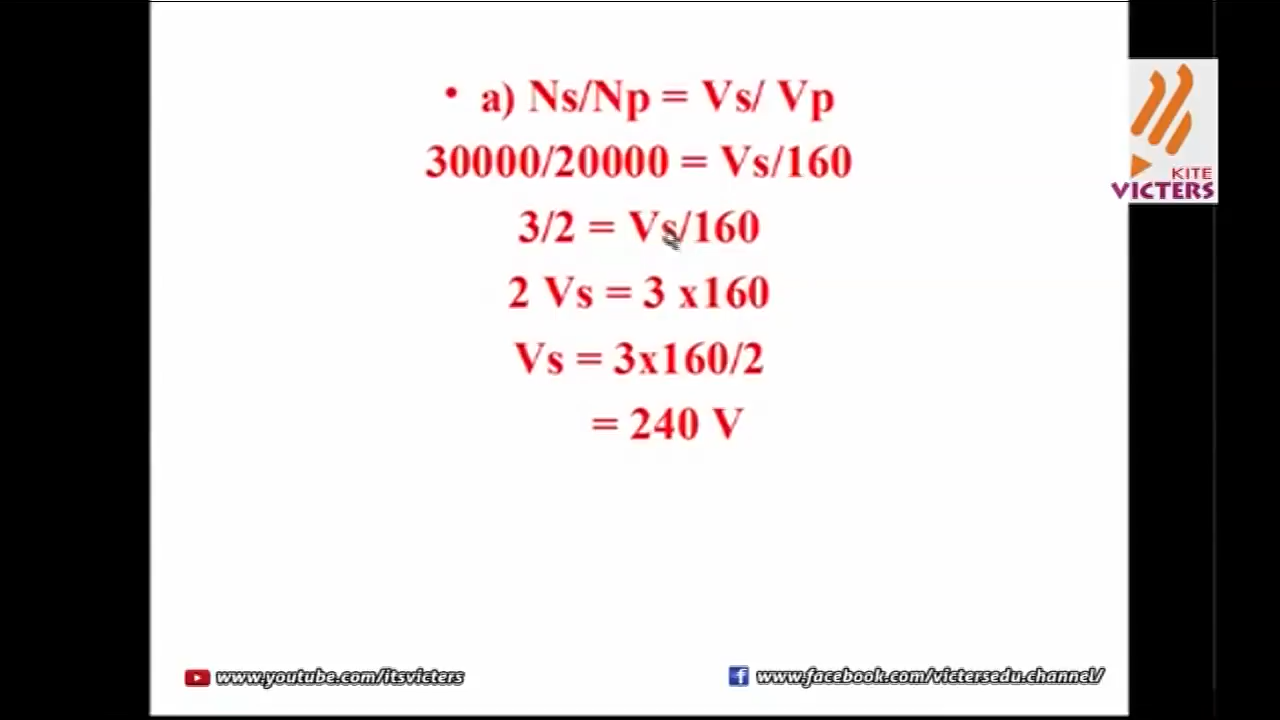 • a) Ns/Np = Vs/ Vp
30000/20000 = Vs/160
3/2 = Vs/160
2 Vs = 3 x160
Vs = 3x160/2
= 240 V
KITE
VICTERS
www.youtube.com/itsvicters
www.facebook.com/victersedu.channel/